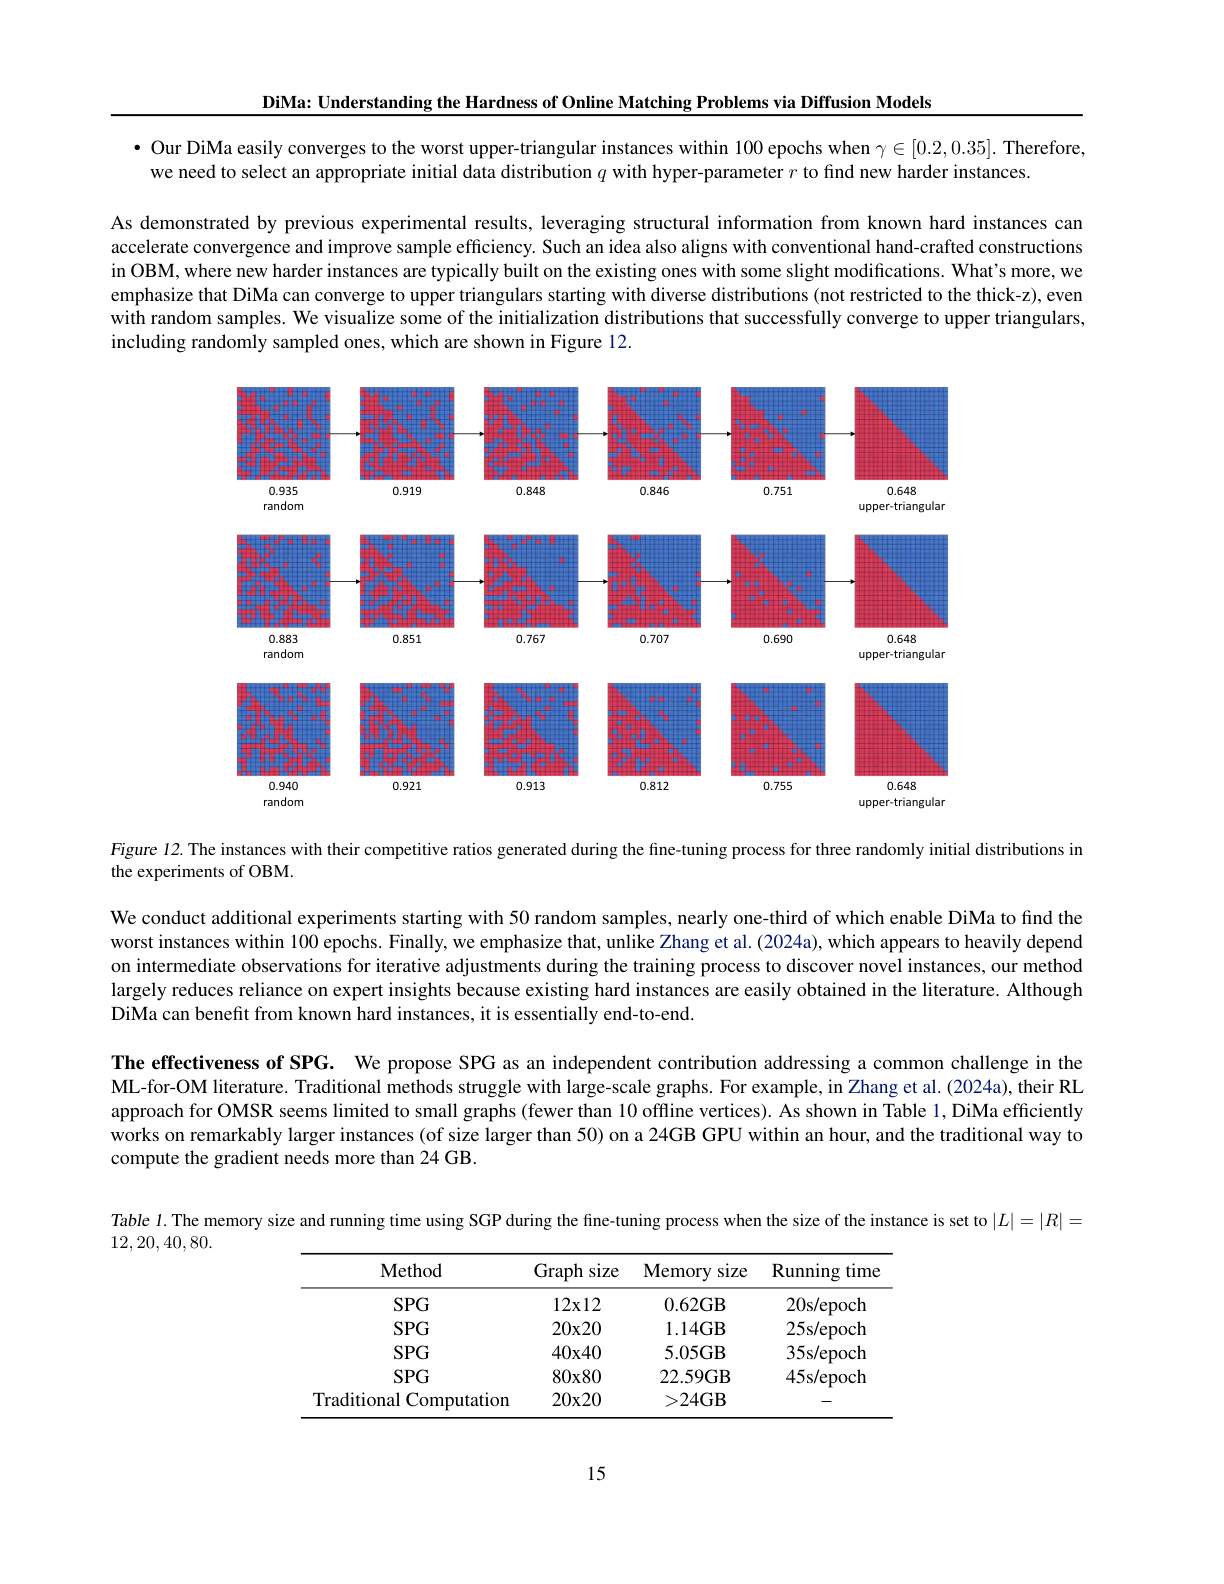 DiMa: Understanding the Hardness of Online Matching Problems via Diffusion Models
• Our DiMa easily converges to the worst upper-triangular instances within 100 epochs when γ ∈ [0.2, 0.35]. Therefore,
we need to select an appropriate initial data distribution q with hyper-parameter r to find new harder instances.
As demonstrated by previous experimental results, leveraging structural information from known hard instances can
accelerate convergence and improve sample efficiency. Such an idea also aligns with conventional hand-crafted constructions
in OBM, where new harder instances are typically built on the existing ones with some slight modifications. What's more, we
emphasize that DiMa can converge to upper triangulars starting with diverse distributions (not restricted to the thick-z), even
with random samples. We visualize some of the initialization distributions that successfully converge to upper triangulars,
including randomly sampled ones, which are shown in Figure 12.
0.935 0.919 0.848 0.846 0.751 0.648
random upper-triangular
0.883 0.851 0.767 0.707 0.690 0.648
random upper-triangular
0.940 0.921 0.913 0.812 0.755 0.648
random upper-triangular
Figure 12. The instances with their competitive ratios generated during the fine-tuning process for three randomly initial distributions in
the experiments of OBM.
We conduct additional experiments starting with 50 random samples, nearly one-third of which enable DiMa to find the
worst instances within 100 epochs. Finally, we emphasize that, unlike Zhang et al. (2024a), which appears to heavily depend
on intermediate observations for iterative adjustments during the training process to discover novel instances, our method
largely reduces reliance on expert insights because existing hard instances are easily obtained in the literature. Although
DiMa can benefit from known hard instances, it is essentially end-to-end.
The effectiveness of SPG. We propose SPG as an independent contribution addressing a common challenge in the
ML-for-OM literature. Traditional methods struggle with large-scale graphs. For example, in Zhang et al. (2024a), their RL
approach for OMSR seems limited to small graphs (fewer than 10 offline vertices). As shown in Table 1, DiMa efficiently
works on remarkably larger instances (of size larger than 50) on a 24GB GPU within an hour, and the traditional way to
compute the gradient needs more than 24 GB.
Table 1. The memory size and running time using SGP during the fine-tuning process when the size of the instance is set to |L| = |R| =
12, 20, 40, 80.
Method Graph size Memory size Running time
SPG 12x12 0.62GB 20s/epoch
SPG 20x20 1.14GB 25s/epoch
SPG 40x40 5.05GB 35s/epoch
SPG 80x80 22.59GB 45s/epoch
Traditional Computation 20x20 >24GB –
15